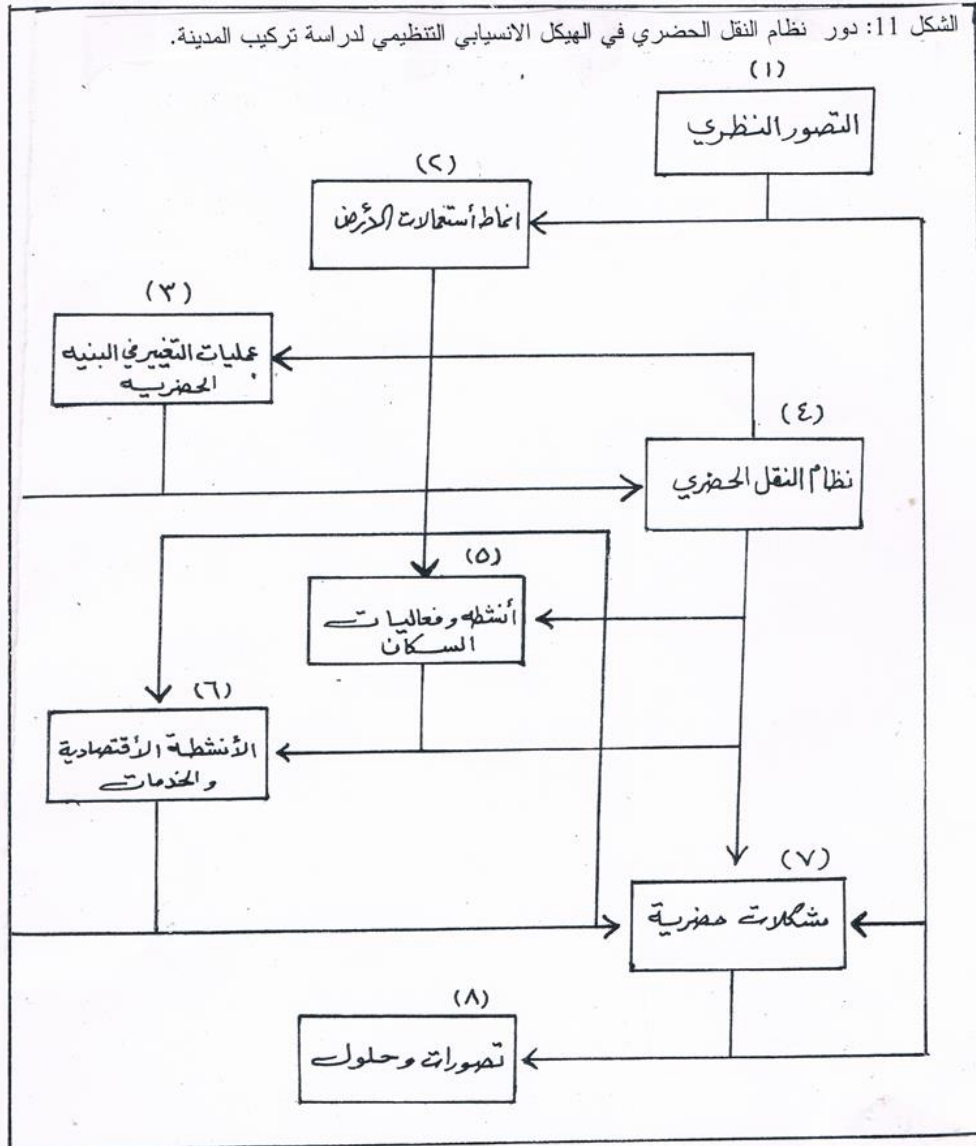 الشكل 11: دور نظام النقل الحضري في الهيكل الانسيابي التنظيمي لدراسة تركيب المدينة.
(١)
التصور النظري
(٢)
انماط أستعمالات الأرض
(٣)
عمليات التغيير في البنيه
الحضريه
(٤)
نظام النقل الحضري
(٥)
أنشطه وفعاليات
السكان
(٦)
الأنشطة الأقتصادية
والخدمات
(٧)
مشكلات حضرية
(٨)
تصورات وحلول